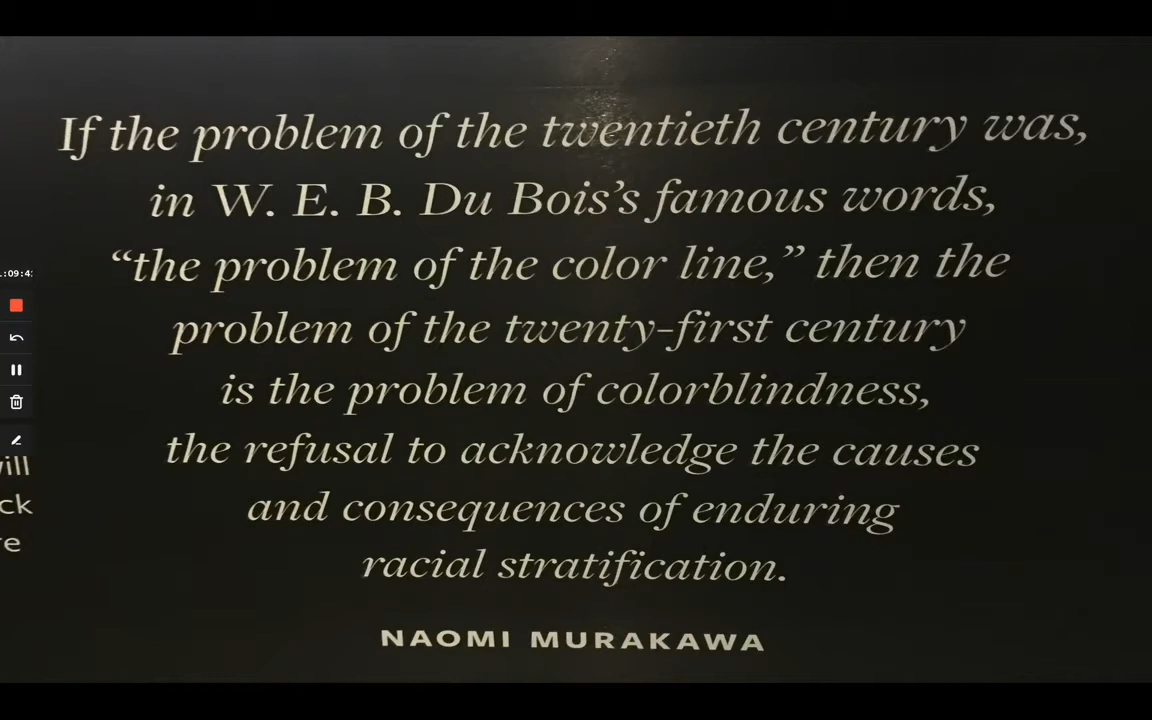 If the problem of the twentieth century was,
in W. E. B. Du Bois's famous words,
“the problem of the color line,” then the
problem of the twenty-first century
is the problem of colorblindness,
the refusal to acknowledge the causes
and consequences of enduring
racial stratification.
NAOMI MURAKAWA